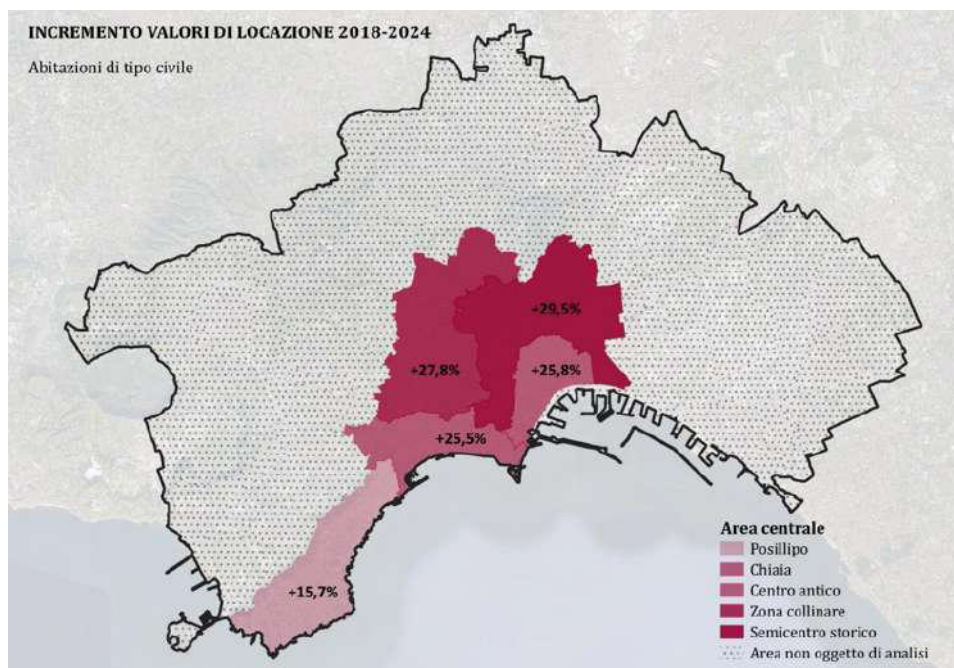 INCREMENTO VALORI DI LOCAZIONE 2018-2024
Abitazioni di tipo civile
+29,5%
+27,8%
+25,8%
+25,5%
+15,7%
Area centrale
Posillipo
Chiaia
Centro antico
Zona collinare
Semicentro storico
Area non oggetto di analisi